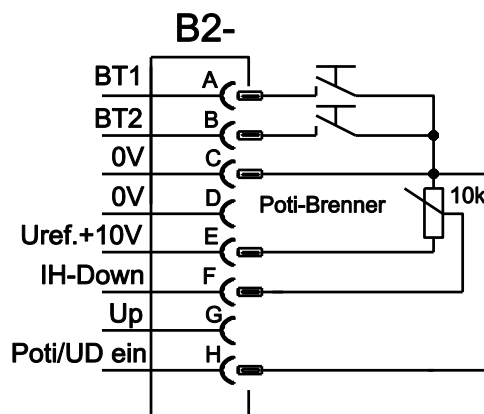 B2-
BT1 A
BT2 B
0V C
0V D Poti-Brenner 10k
Uref.+10V E
IH-Down F
Up G
Poti/UD ein H